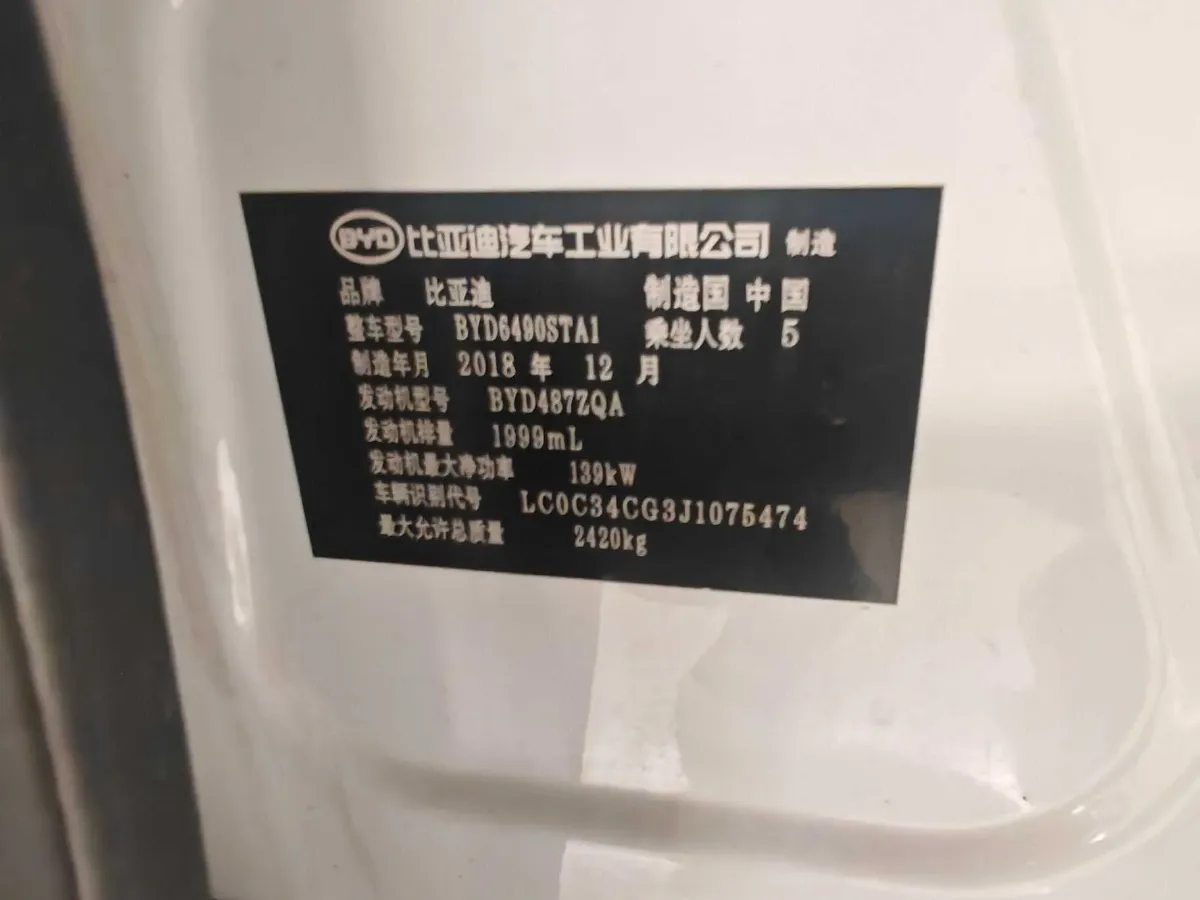 BYD 比亚迪汽车工业有限公司 制造
品牌 比亚迪 制造国 中国
整车型号 BYD6490STA1 乘坐人数 5
制造年月 2018 年 12 月
发动机型号 BYD487ZQA
发动机排量 1999mL
发动机最大净功率 139kW
车辆识别代号 LC0C34CG3J1075474
最大允许总质量 2420kg